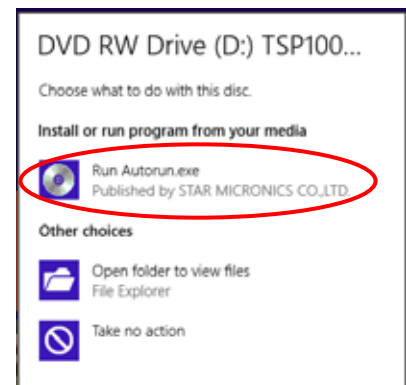 DVD RW Drive (D:) TSP100...
Choose what to do with this disc.
Install or run program from your media
Run Autorun.exe
Published by STAR MICRONICS CO.,LTD.
Other choices
Open folder to view files
File Explorer
Take no action